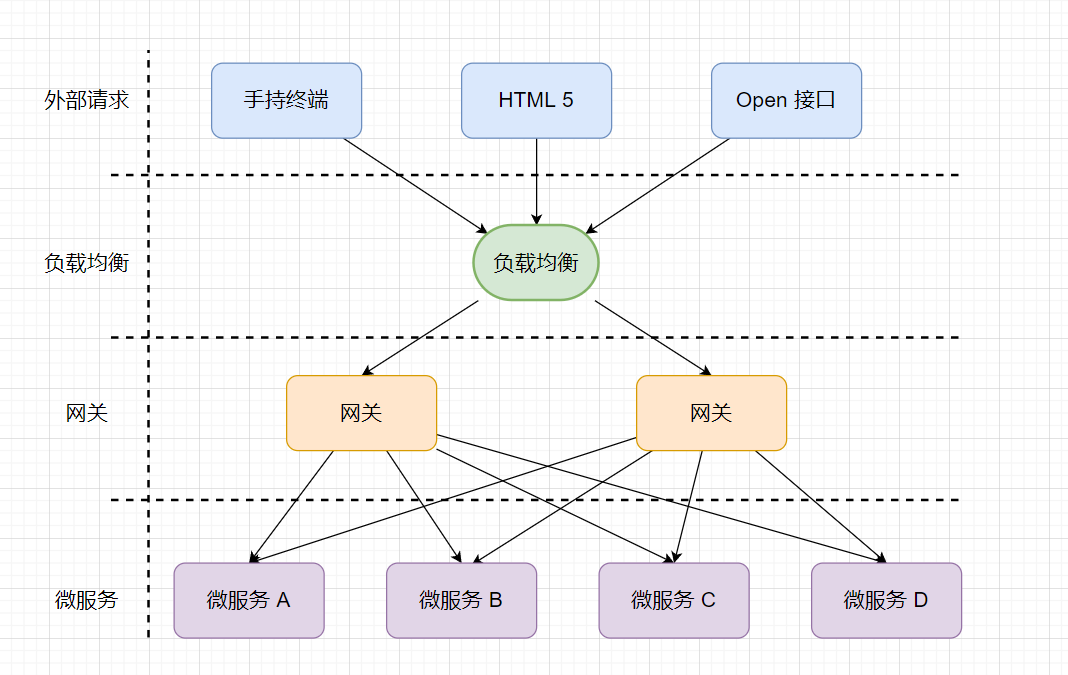 外部请求
手持终端
HTML 5
Open 接口
负载均衡
负载均衡
网关
网关
网关
微服务
微服务 A
微服务 B
微服务 C
微服务 D